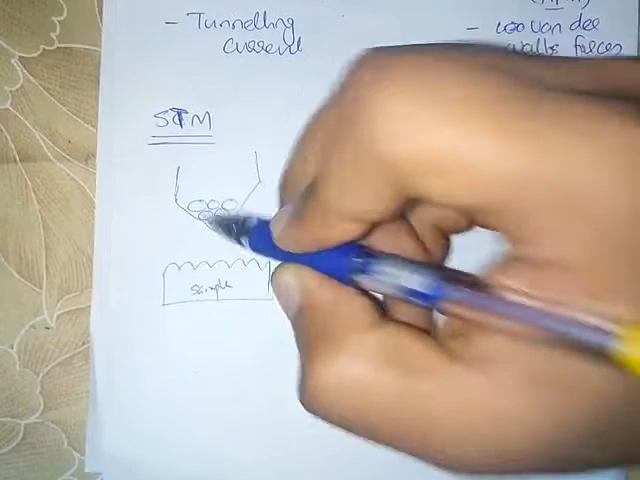 - Tunnelling
current
- van der
walls forces
STM
sample